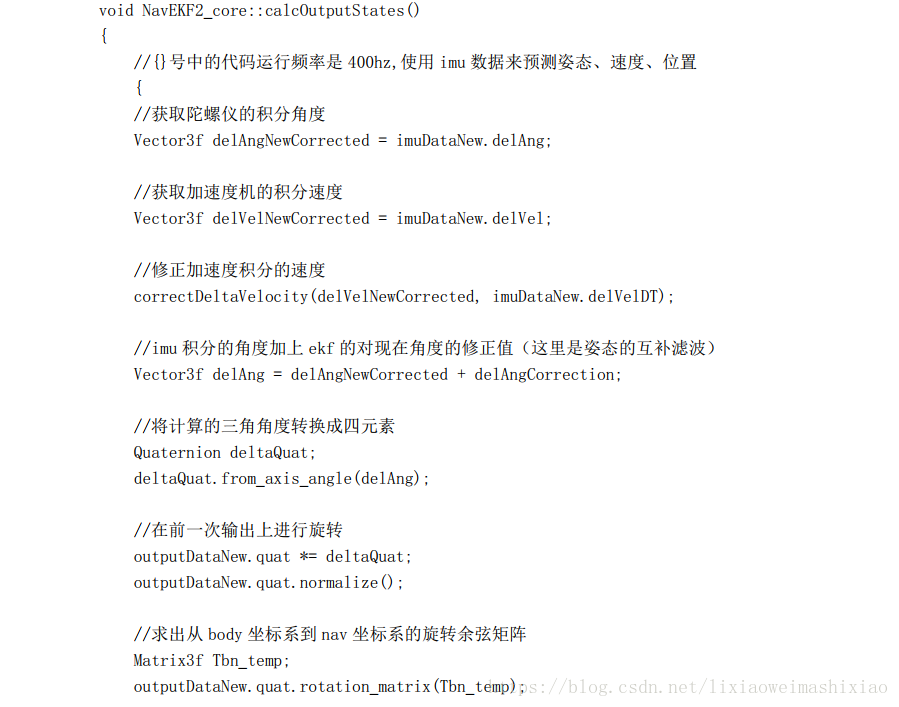 void NavEKF2_core::calcOutputStates()
{
//{}号中的代码运行频率是 400hz,使用 imu 数据来预测姿态、速度、位置
{
//获取陀螺仪的积分角度
Vector3f delAngNewCorrected = imuDataNew.delAng;
//获取加速度机的积分速度
Vector3f delVelNewCorrected = imuDataNew.delVel;
//修正加速度积分的速度
correctDeltaVelocity(delVelNewCorrected, imuDataNew.delVelDT);
//imu 积分的角度加上 ekf 的对现在角度的修正值（这里是姿态的互补滤波）
Vector3f delAng = delAngNewCorrected + delAngCorrection;
//将计算的三角角度转换成四元素
Quaternion deltaQuat;
deltaQuat.from_axis_angle(delAng);
//在前一次输出上进行旋转
outputDataNew.quat *= deltaQuat;
outputDataNew.quat.normalize();
//求出从 body 坐标系到 nav 坐标系的旋转余弦矩阵
Matrix3f Tbn_temp;
outputDataNew.quat.rotation_matrix(Tbn_temp);
https://blog.csdn.net/lixiaoweimashixiao